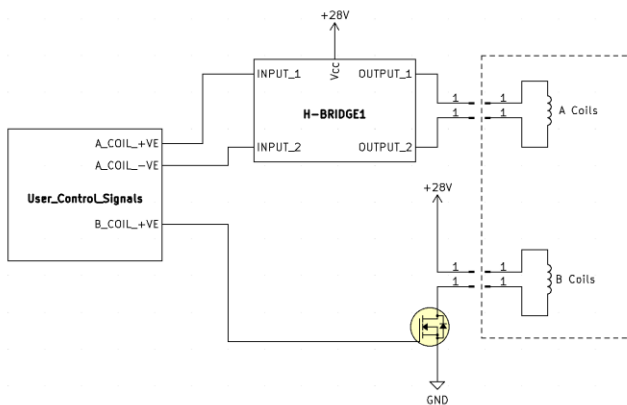 +28V
INPUT_1
Vcc
OUTPUT_1
1 1
H-BRIDGE1
A Coils
1 1
A_COIL_+VE
INPUT_2
OUTPUT_2
A_COIL_-VE
User_Control_Signals
+28V
B_COIL_+VE
1 1
B Coils
1 1
GND